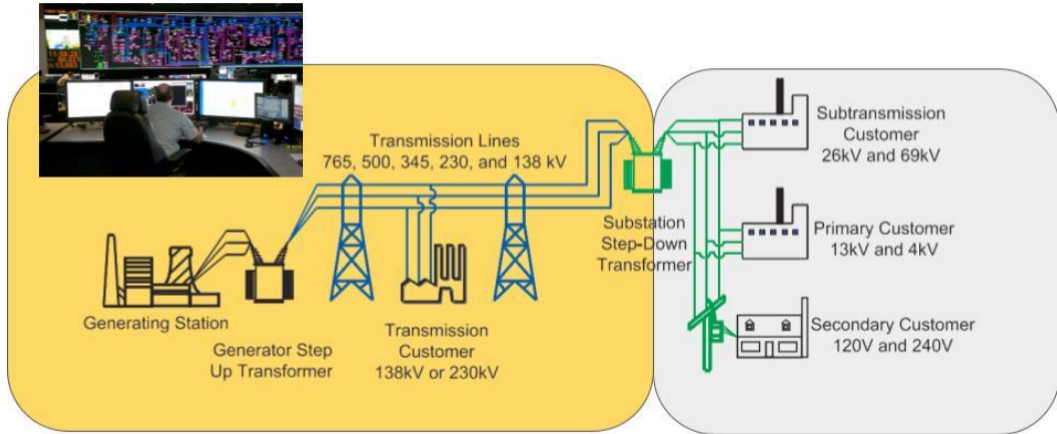 Transmission Lines
765, 500, 345, 230, and 138 kV
Subtransmission
Customer
26kV and 69kV
Substation
Step-Down
Transformer
Primary Customer
13kV and 4kV
Generating Station
Generator Step
Up Transformer
Transmission
Customer
138kV or 230kV
Secondary Customer
120V and 240V